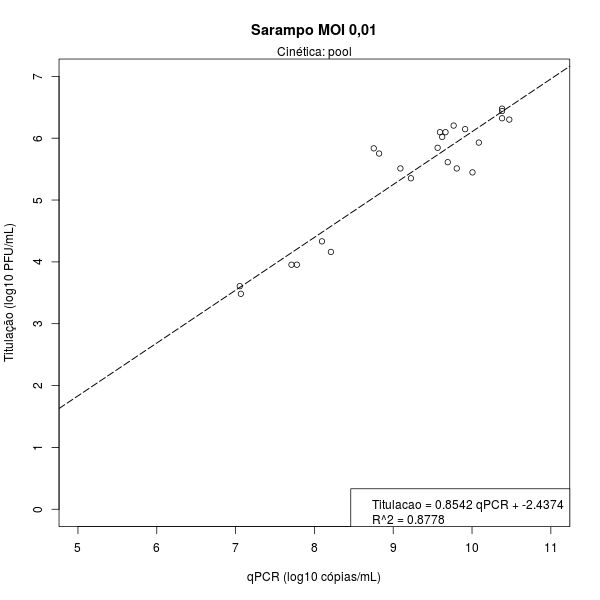 Sarampo MOI 0,01
Cinética: pool
Titulação (log10 PFU/mL)
7
6
5
4
3
2
1
0
Titulacao = 0.8542 qPCR + -2.4374
R^2 = 0.8778
5 6 7 8 9 10 11
qPCR (log10 cópias/mL)